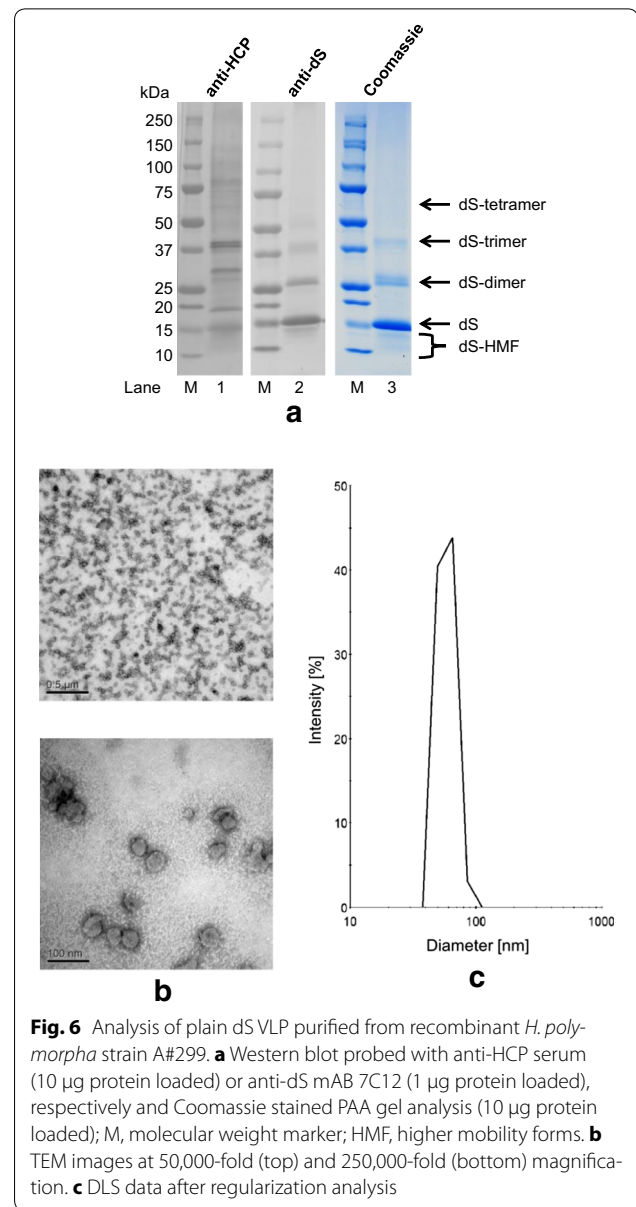 anti-HCP anti-dS Coomassie
kDa
250
150
100
75
50
37
25
20
15
10
dS-tetramer
dS-trimer
dS-dimer
dS
dS-HMF
Lane M 1 M 2 M 3
a
0.5 µm
100 nm
b
50
40
30
20
10
0
Intensity [%]
10 100 1000
Diameter [nm]
c
Fig. 6 Analysis of plain dS VLP purified from recombinant H. poly-
morpha strain A#299. a Western blot probed with anti-HCP serum
(10 µg protein loaded) or anti-dS mAB 7C12 (1 µg protein loaded),
respectively and Coomassie stained PAA gel analysis (10 µg protein
loaded); M, molecular weight marker; HMF, higher mobility forms. b
TEM images at 50,000-fold (top) and 250,000-fold (bottom) magnifica-
tion. c DLS data after regularization analysis